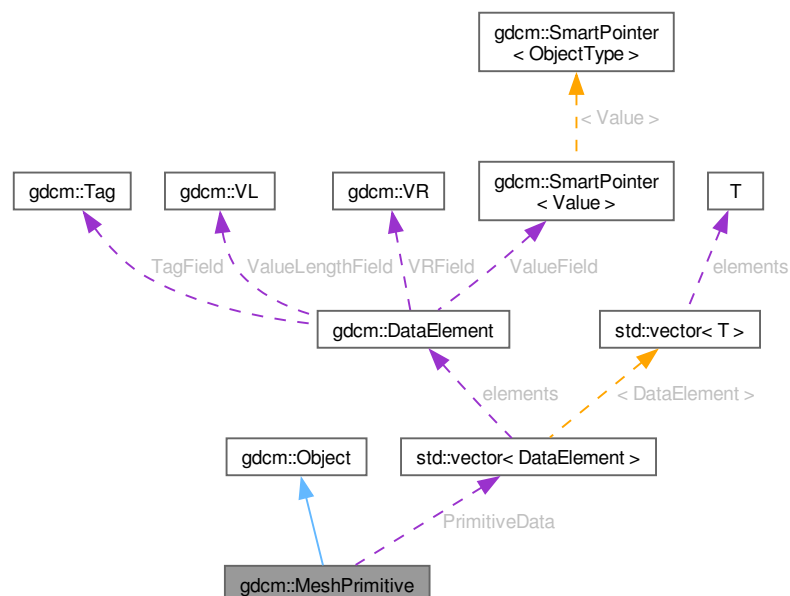 gdcm::SmartPointer
< ObjectType >
< Value >
gdcm::Tag
gdcm::VL
gdcm::VR
gdcm::SmartPointer
< Value >
T
TagField
ValueLengthField
VRField
ValueField
elements
gdcm::DataElement
std::vector< T >
elements
< DataElement >
gdcm::Object
std::vector< DataElement >
PrimitiveData
gdcm::MeshPrimitive